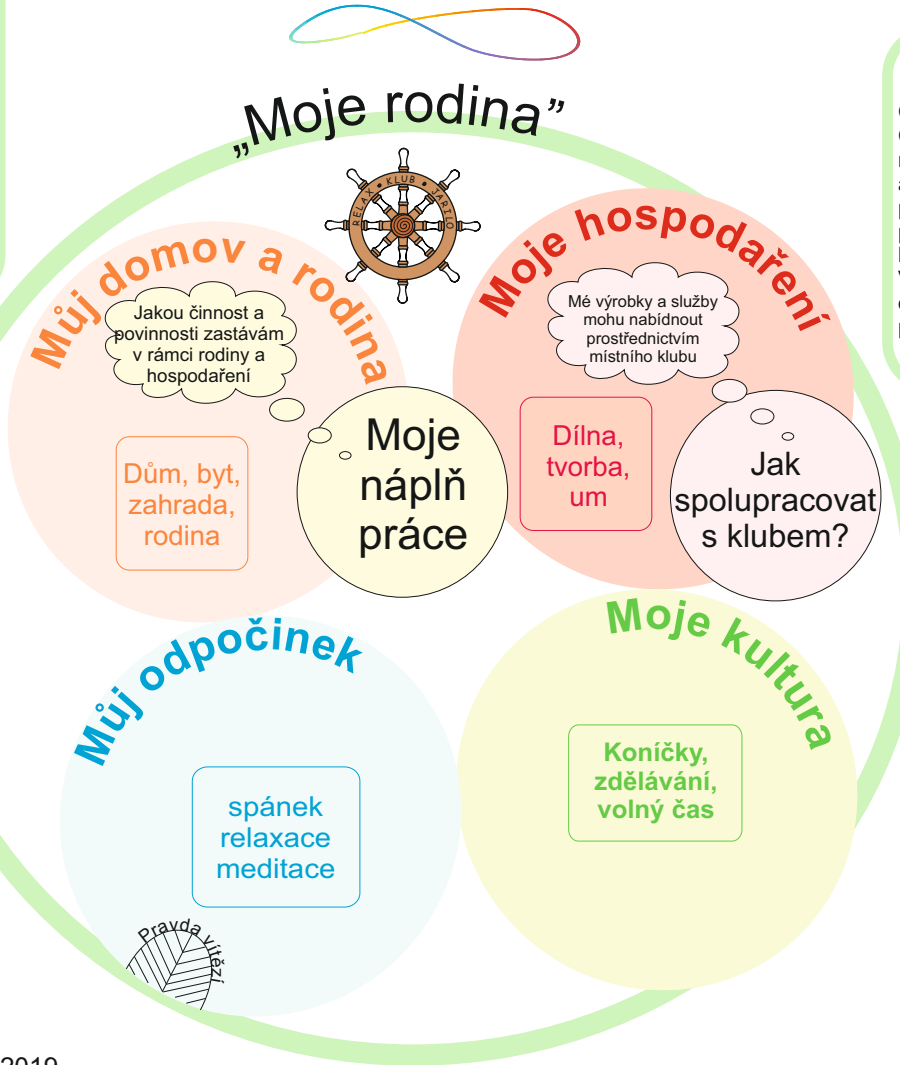 „Moje rodina”
RELAX • KLUB • JARILO
Můj domov a rodina
Jakou činnost a
povinnosti zastávám
v rámci rodiny a
hospodaření
Moje
náplň
práce
Dům, byt,
zahrada,
rodina
Moje hospodaření
Mé výrobky a služby
mohu nabídnout
prostřednictvím
místního klubu
Dílna,
tvorba,
um
Jak
spolupracovat
s klubem?
Můj odpočinek
spánek
relaxace
meditace
Moje kultura
Koníčky,
zdělávání,
volný čas
Pravda vítězí
2019